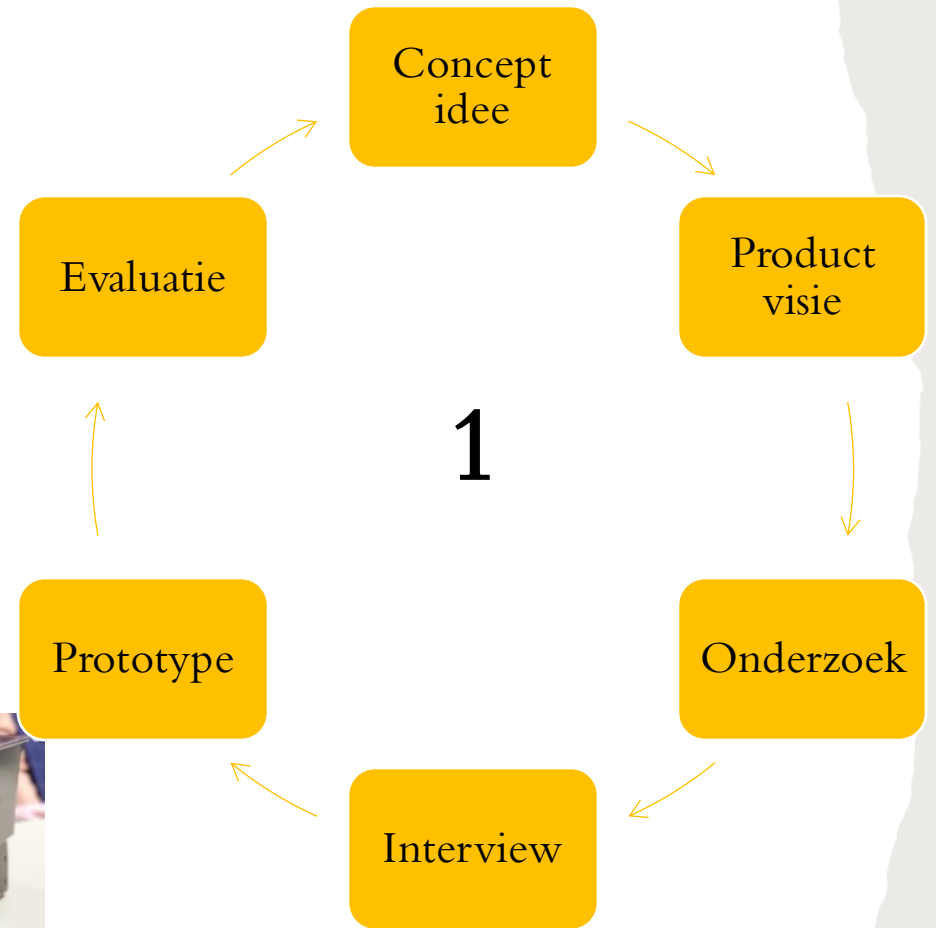 Concept
idee
Product
visie
Onderzoek
Interview
Prototype
Evaluatie
1